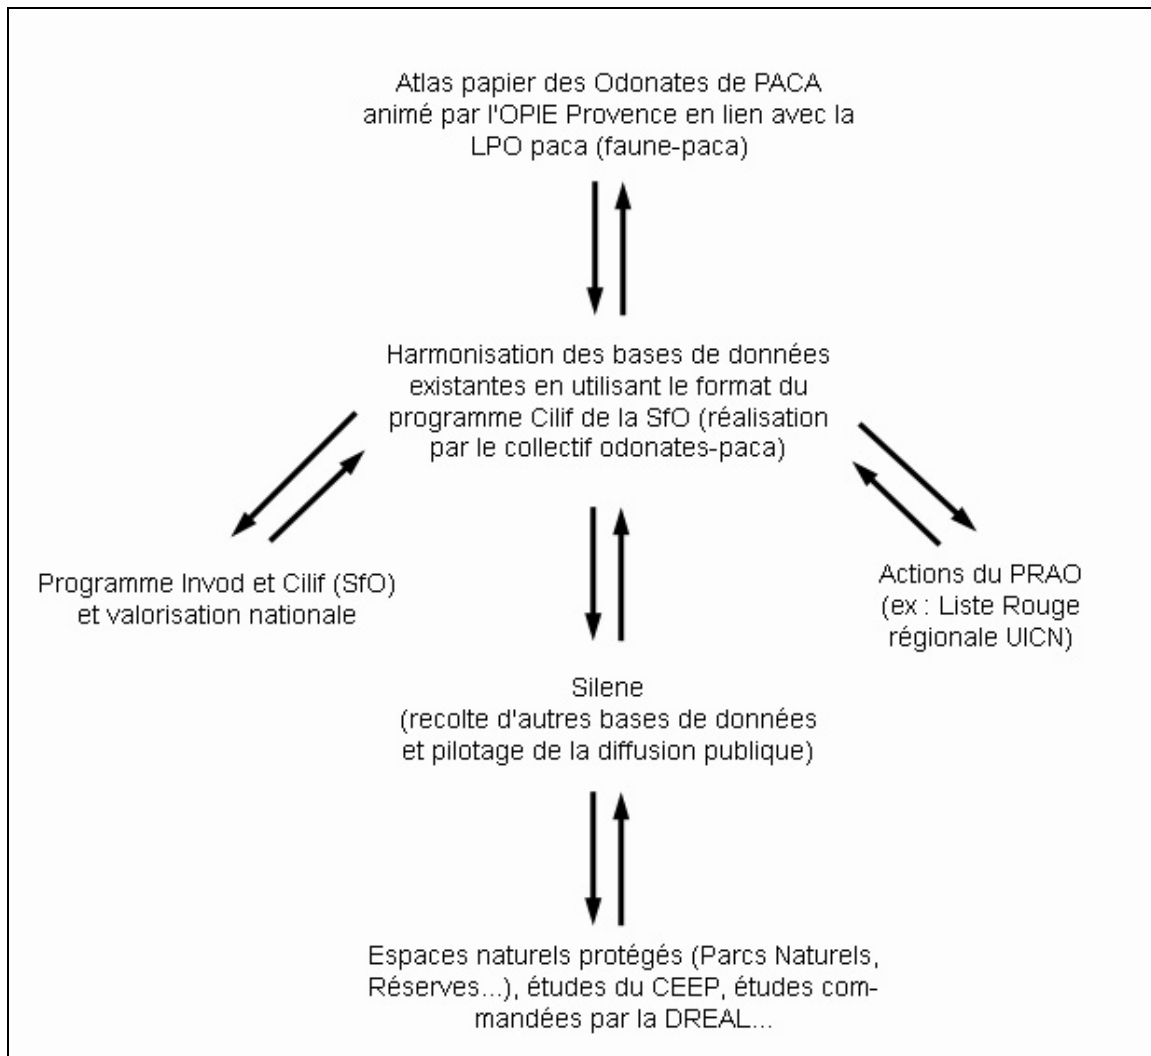 Atlas papier des Odonates de PACA
animé par l'OPIE Provence en lien avec la
LPO paca (faune-paca)
Harmonisation des bases de données
existantes en utilisant le format du
programme Cilif de la SfO (réalisation
par le collectif odonates-paca)
Programme Invod et Cilif (SfO)
et valorisation nationale
Actions du PRAO
(ex : Liste Rouge
régionale UICN)
Silene
(recolte d'autres bases de données
et pilotage de la diffusion publique)
Espaces naturels protégés (Parcs Naturels,
Réserves...), études du CEEP, études com-
mandées par la DREAL...